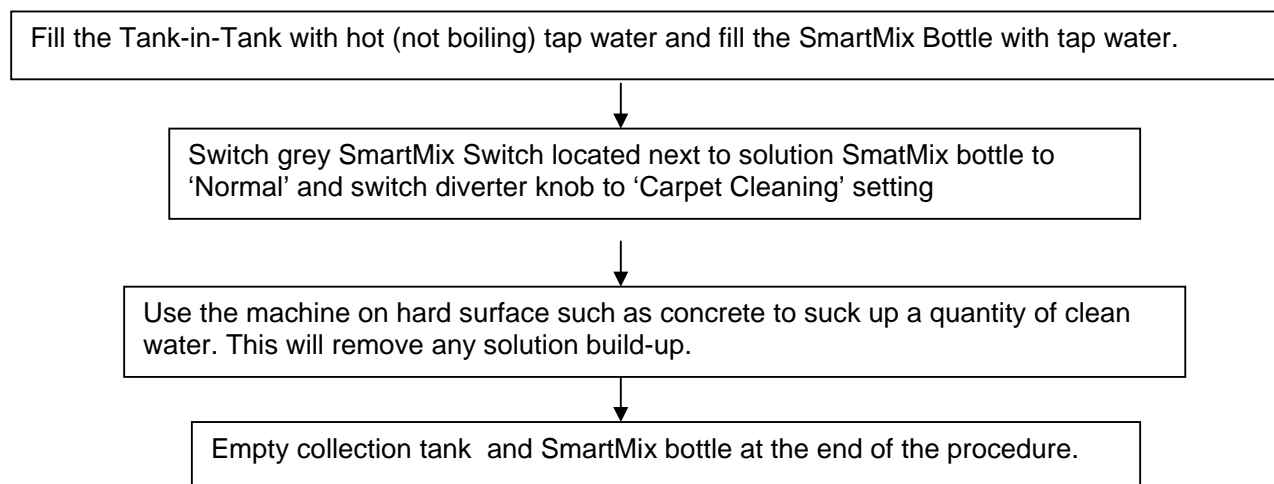 Fill the Tank-in-Tank with hot (not boiling) tap water and fill the SmartMix Bottle with tap water.
Switch grey SmartMix Switch located next to solution SmatMix bottle to
‘Normal’ and switch diverter knob to ‘Carpet Cleaning’ setting
Use the machine on hard surface such as concrete to suck up a quantity of clean
water. This will remove any solution build-up.
Empty collection tank  and SmartMix bottle at the end of the procedure.